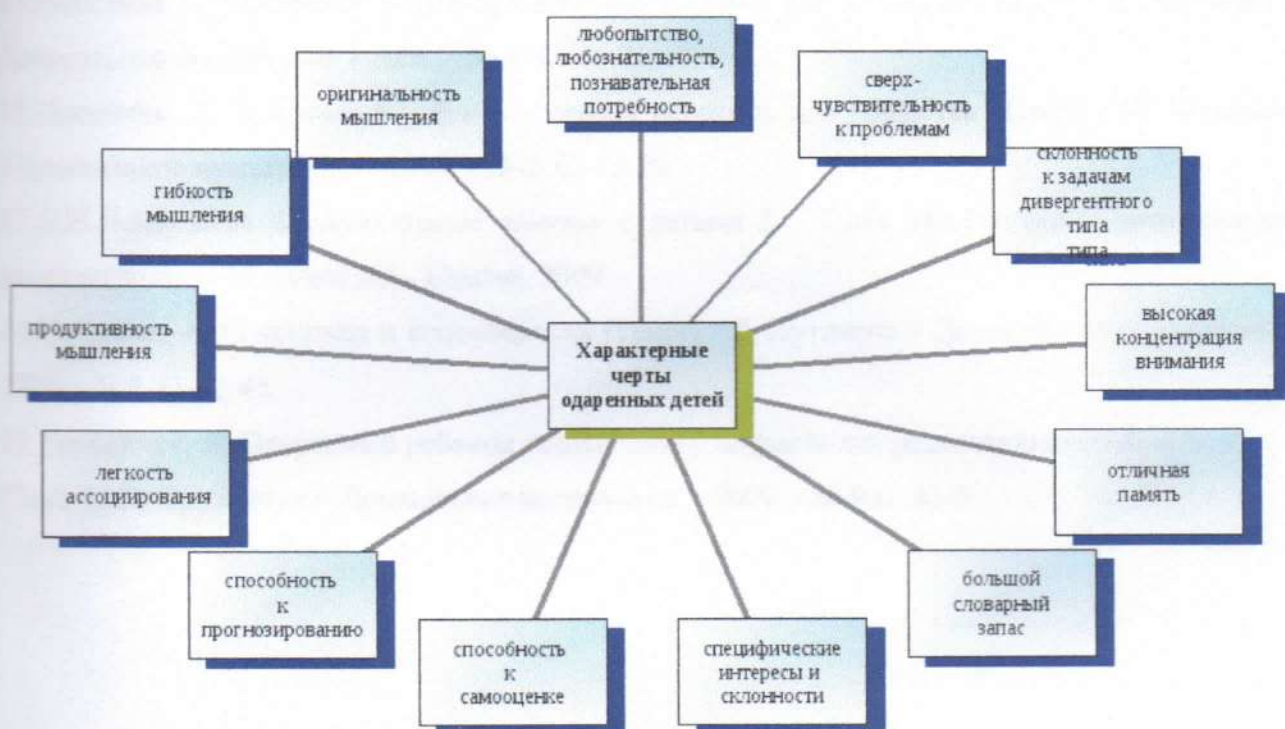 любопытство,
любознательность,
познавательная
потребность
сверх-
чувствительность
к проблемам
оригинальность
мышления
склонность
к задачам
дивергентного
типа
типа
гибкость
мышления
высокая
концентрация
внимания
продуктивность
мышления
Характерные
черты
одаренных детей
отличная
память
легкость
ассоциирования
большой
словарный
запас
способность
к
прогнозированию
специфические
интересы и
склонности
способность
к
самооценке